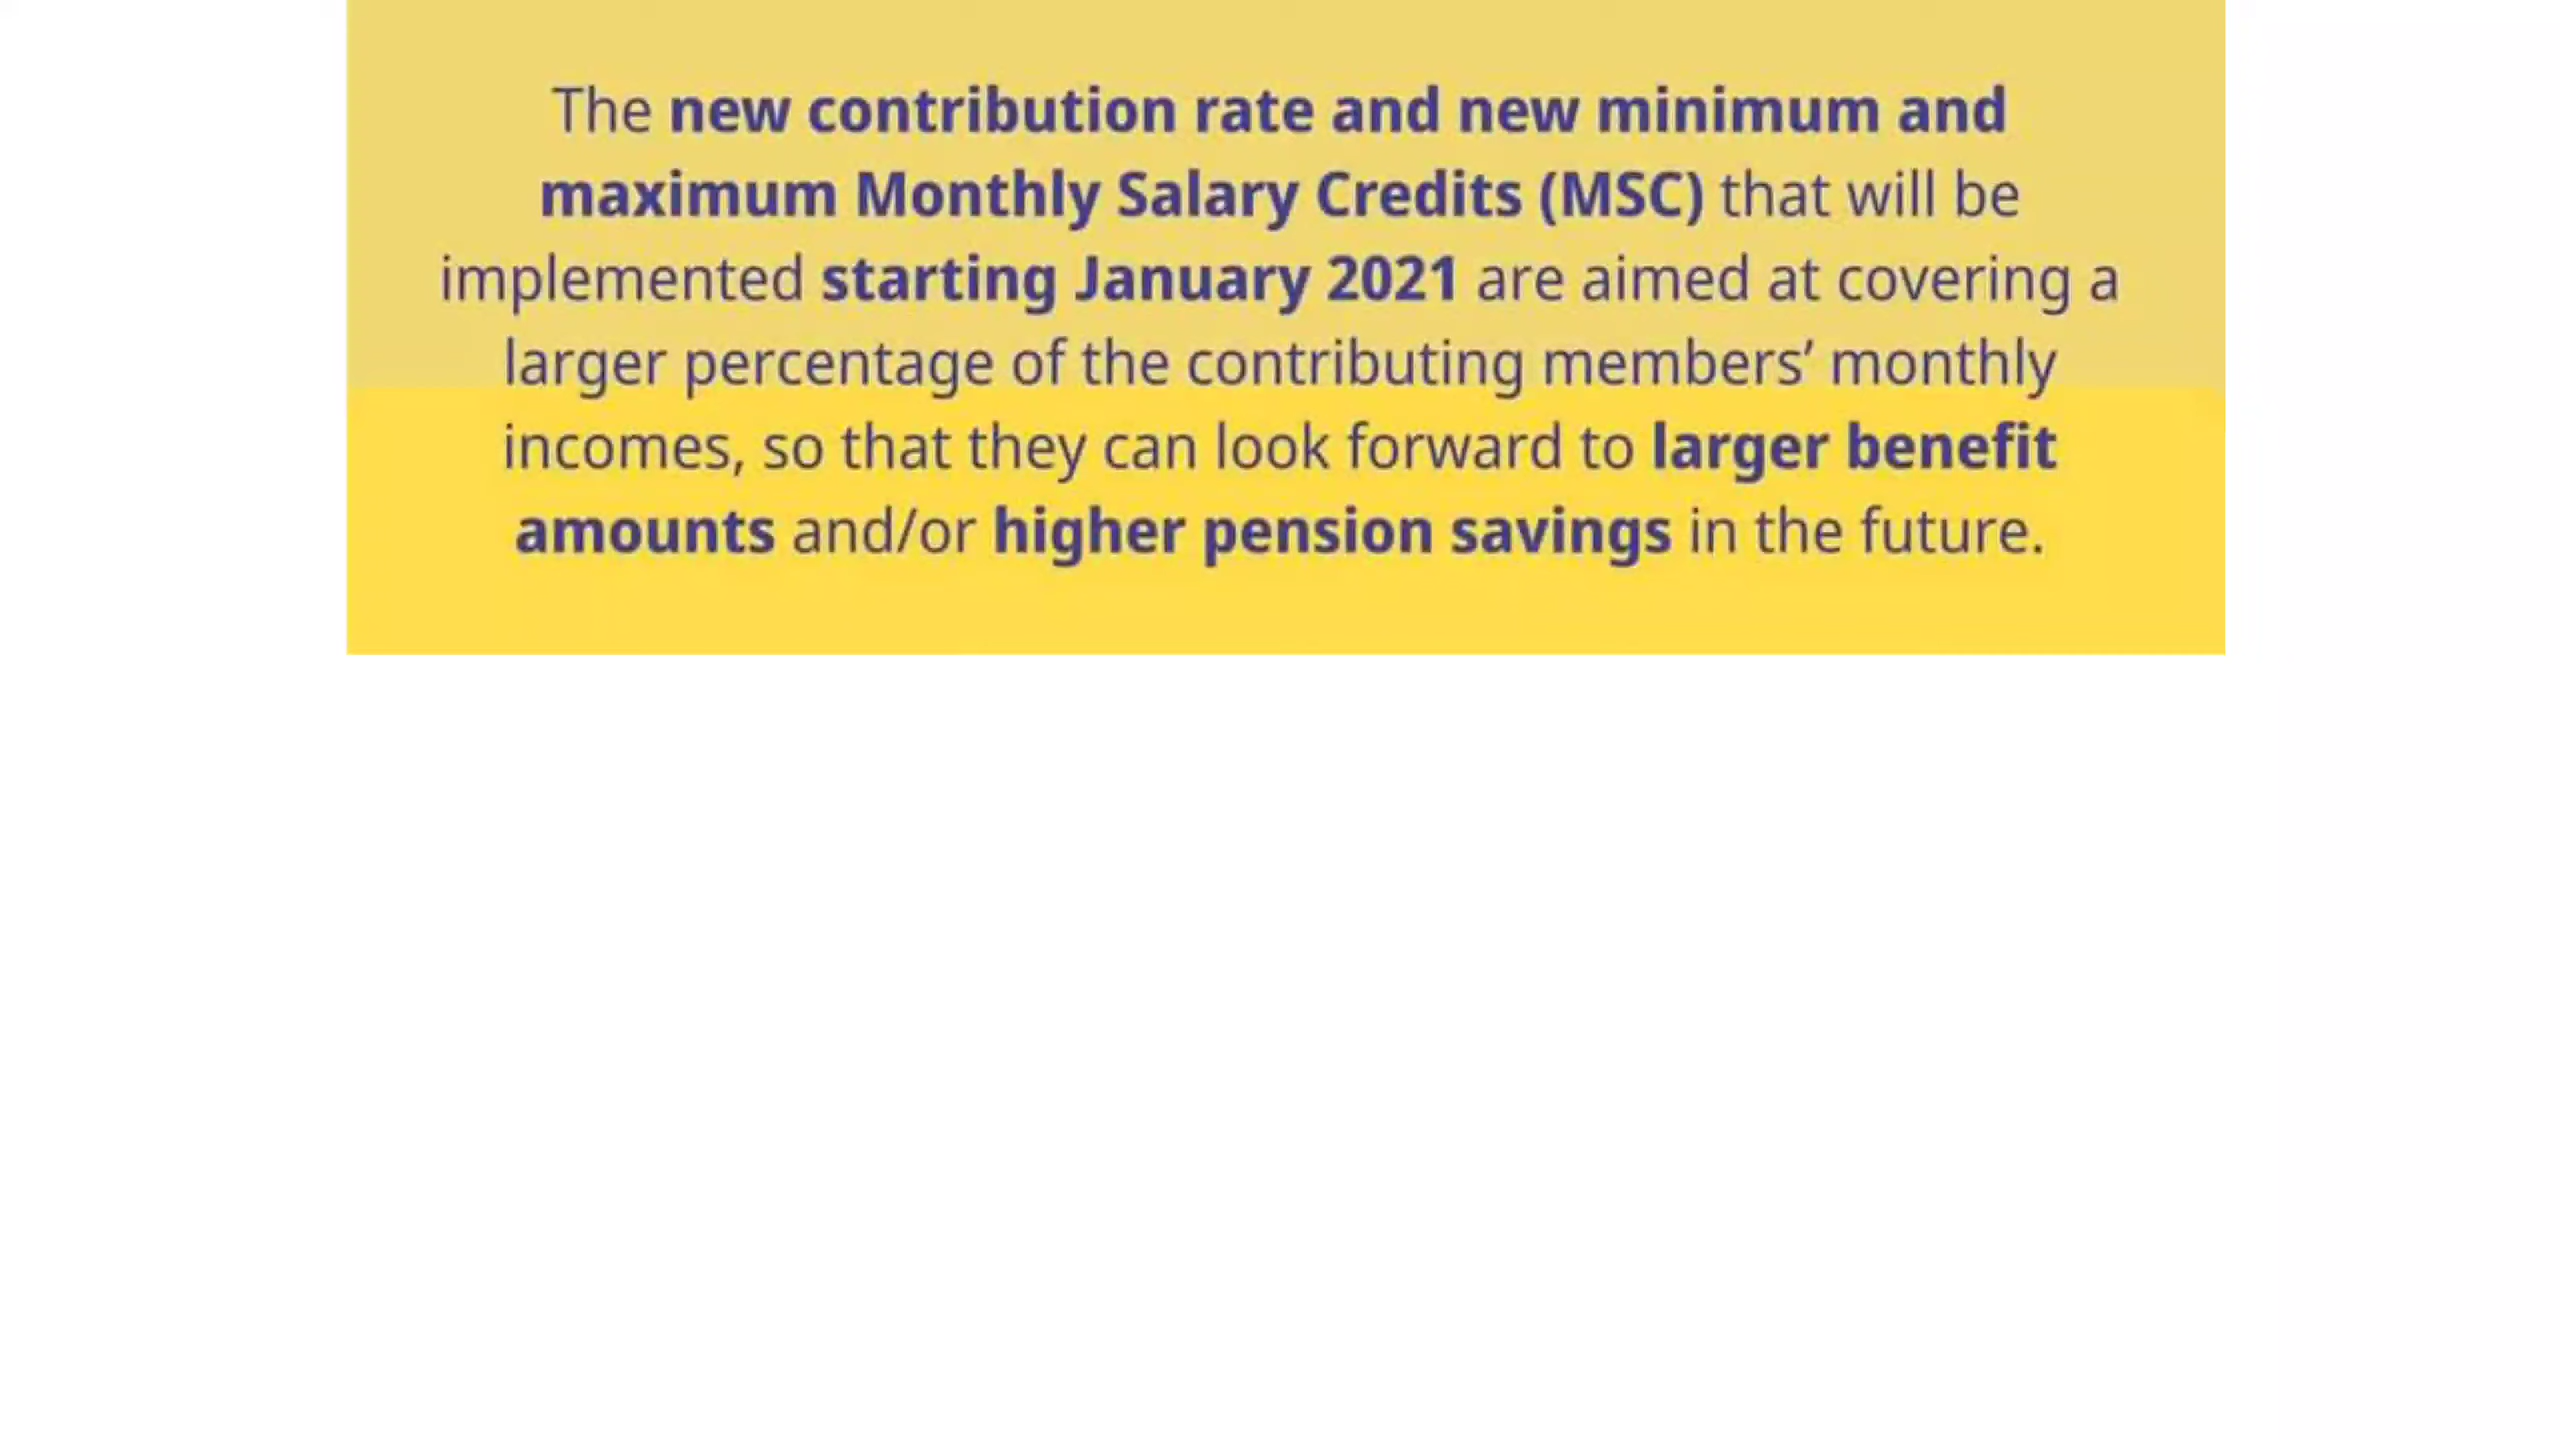 The new contribution rate and new minimum and
maximum Monthly Salary Credits (MSC) that will be
implemented starting January 2021 are aimed at covering a
larger percentage of the contributing members’ monthly
incomes, so that they can look forward to larger benefit
amounts and/or higher pension savings in the future.